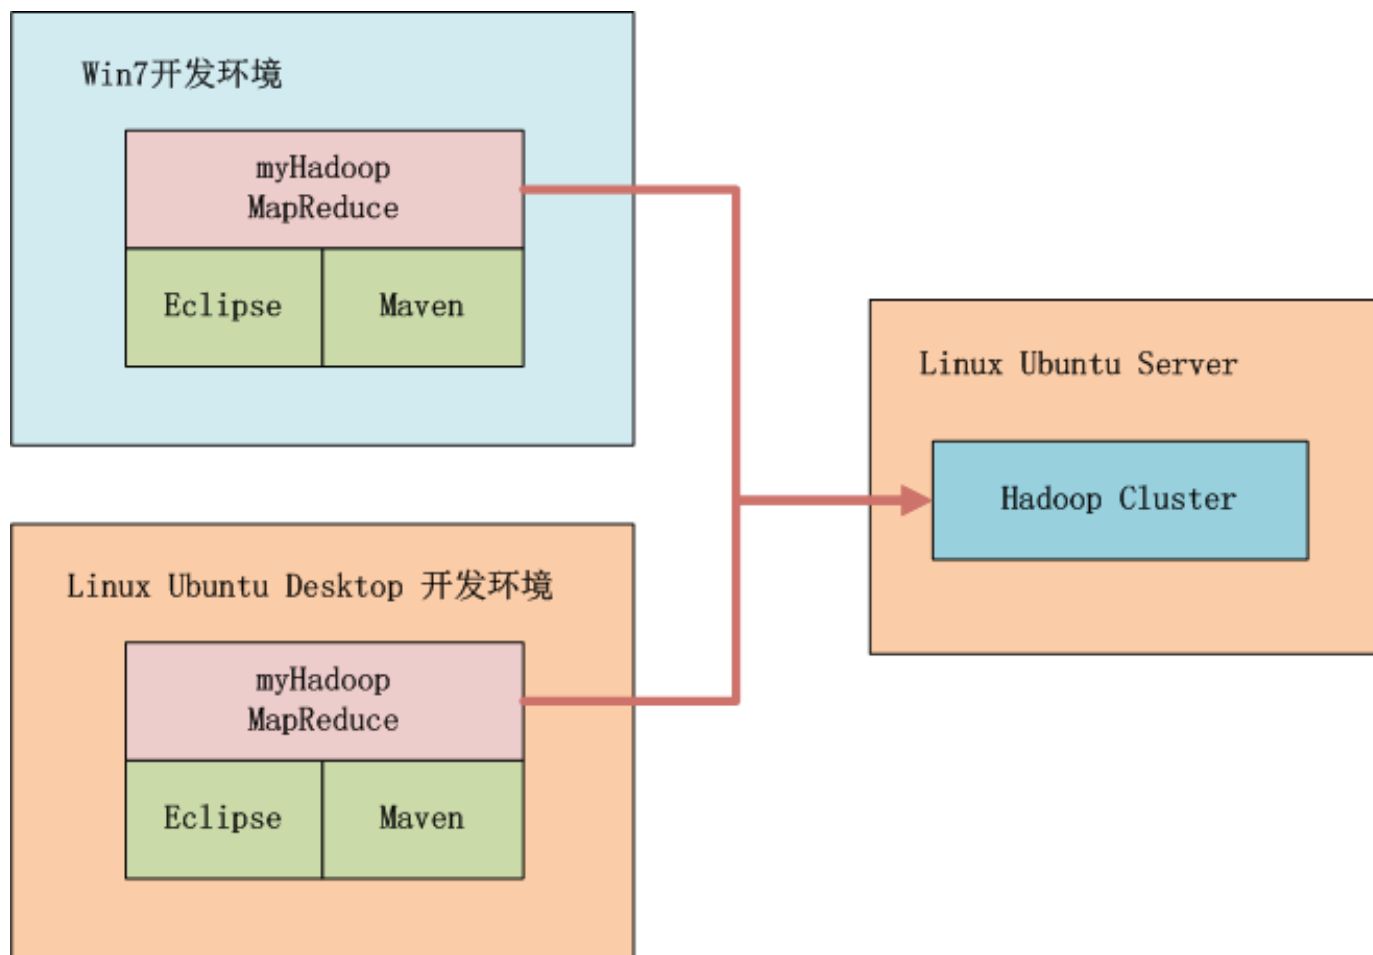 Win7开发环境
myHadoop
MapReduce
Eclipse
Maven
Linux Ubuntu Server
Hadoop Cluster
Linux Ubuntu Desktop 开发环境
myHadoop
MapReduce
Eclipse
Maven